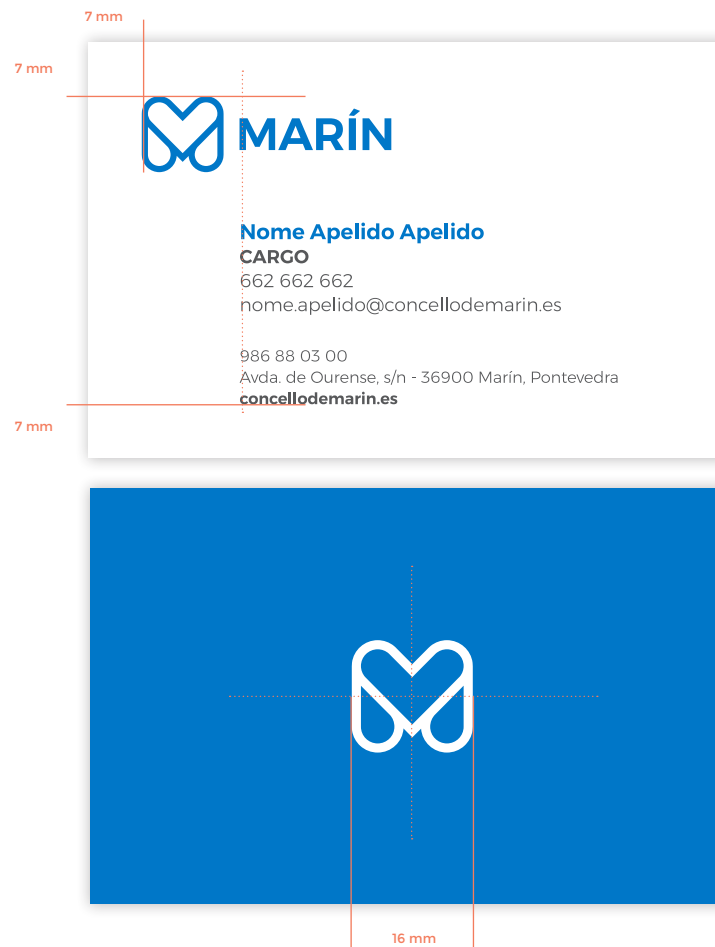 7 mm
7 mm
MARÍN
Nome Apelido Apelido
CARGO
662 662 662
nome.apelido@concellodemarin.es
986 88 03 00
Avda. de Ourense, s/n - 36900 Marín, Pontevedra
concellodemarin.es
7 mm
16 mm